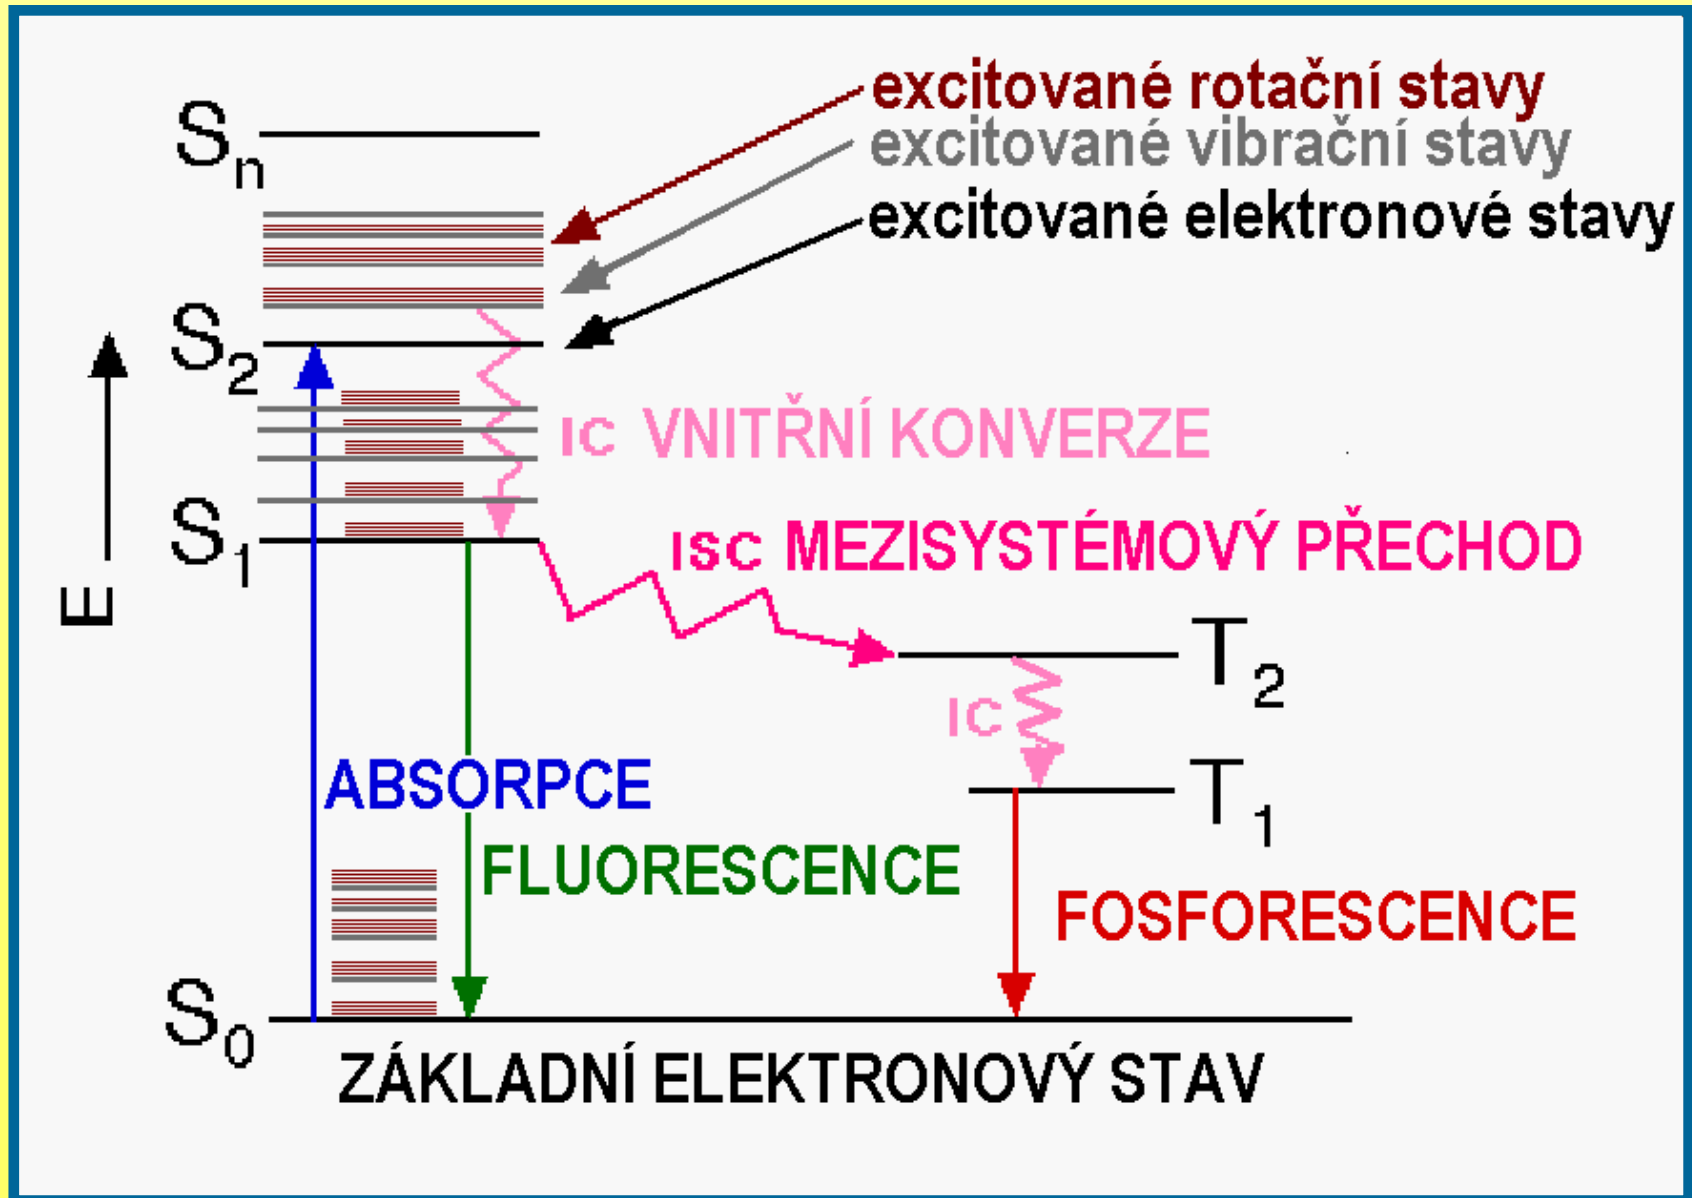 excitované rotační stavy
excitované vibrační stavy
excitované elektronové stavy
Sn
S2
IC VNITŘNÍ KONVERZE
S1
ISC MEZISYSTÉMOVÝ PŘECHOD
E
T2
IC
T1
ABSORPCE
FLUORESCENCE
FOSFORESCENCE
S0
ZÁKLADNÍ ELEKTRONOVÝ STAV